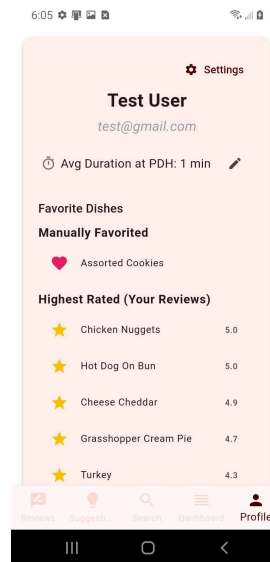 6:05
Settings
Test User
test@gmail.com
Avg Duration at PDH: 1 min
Favorite Dishes
Manually Favorited
Assorted Cookies
Highest Rated (Your Reviews)
Chicken Nuggets 5.0
Hot Dog On Bun 5.0
Cheese Cheddar 4.9
Grasshopper Cream Pie 4.7
Turkey 4.3
Reviews Suggesti... Search Dashboard Profile